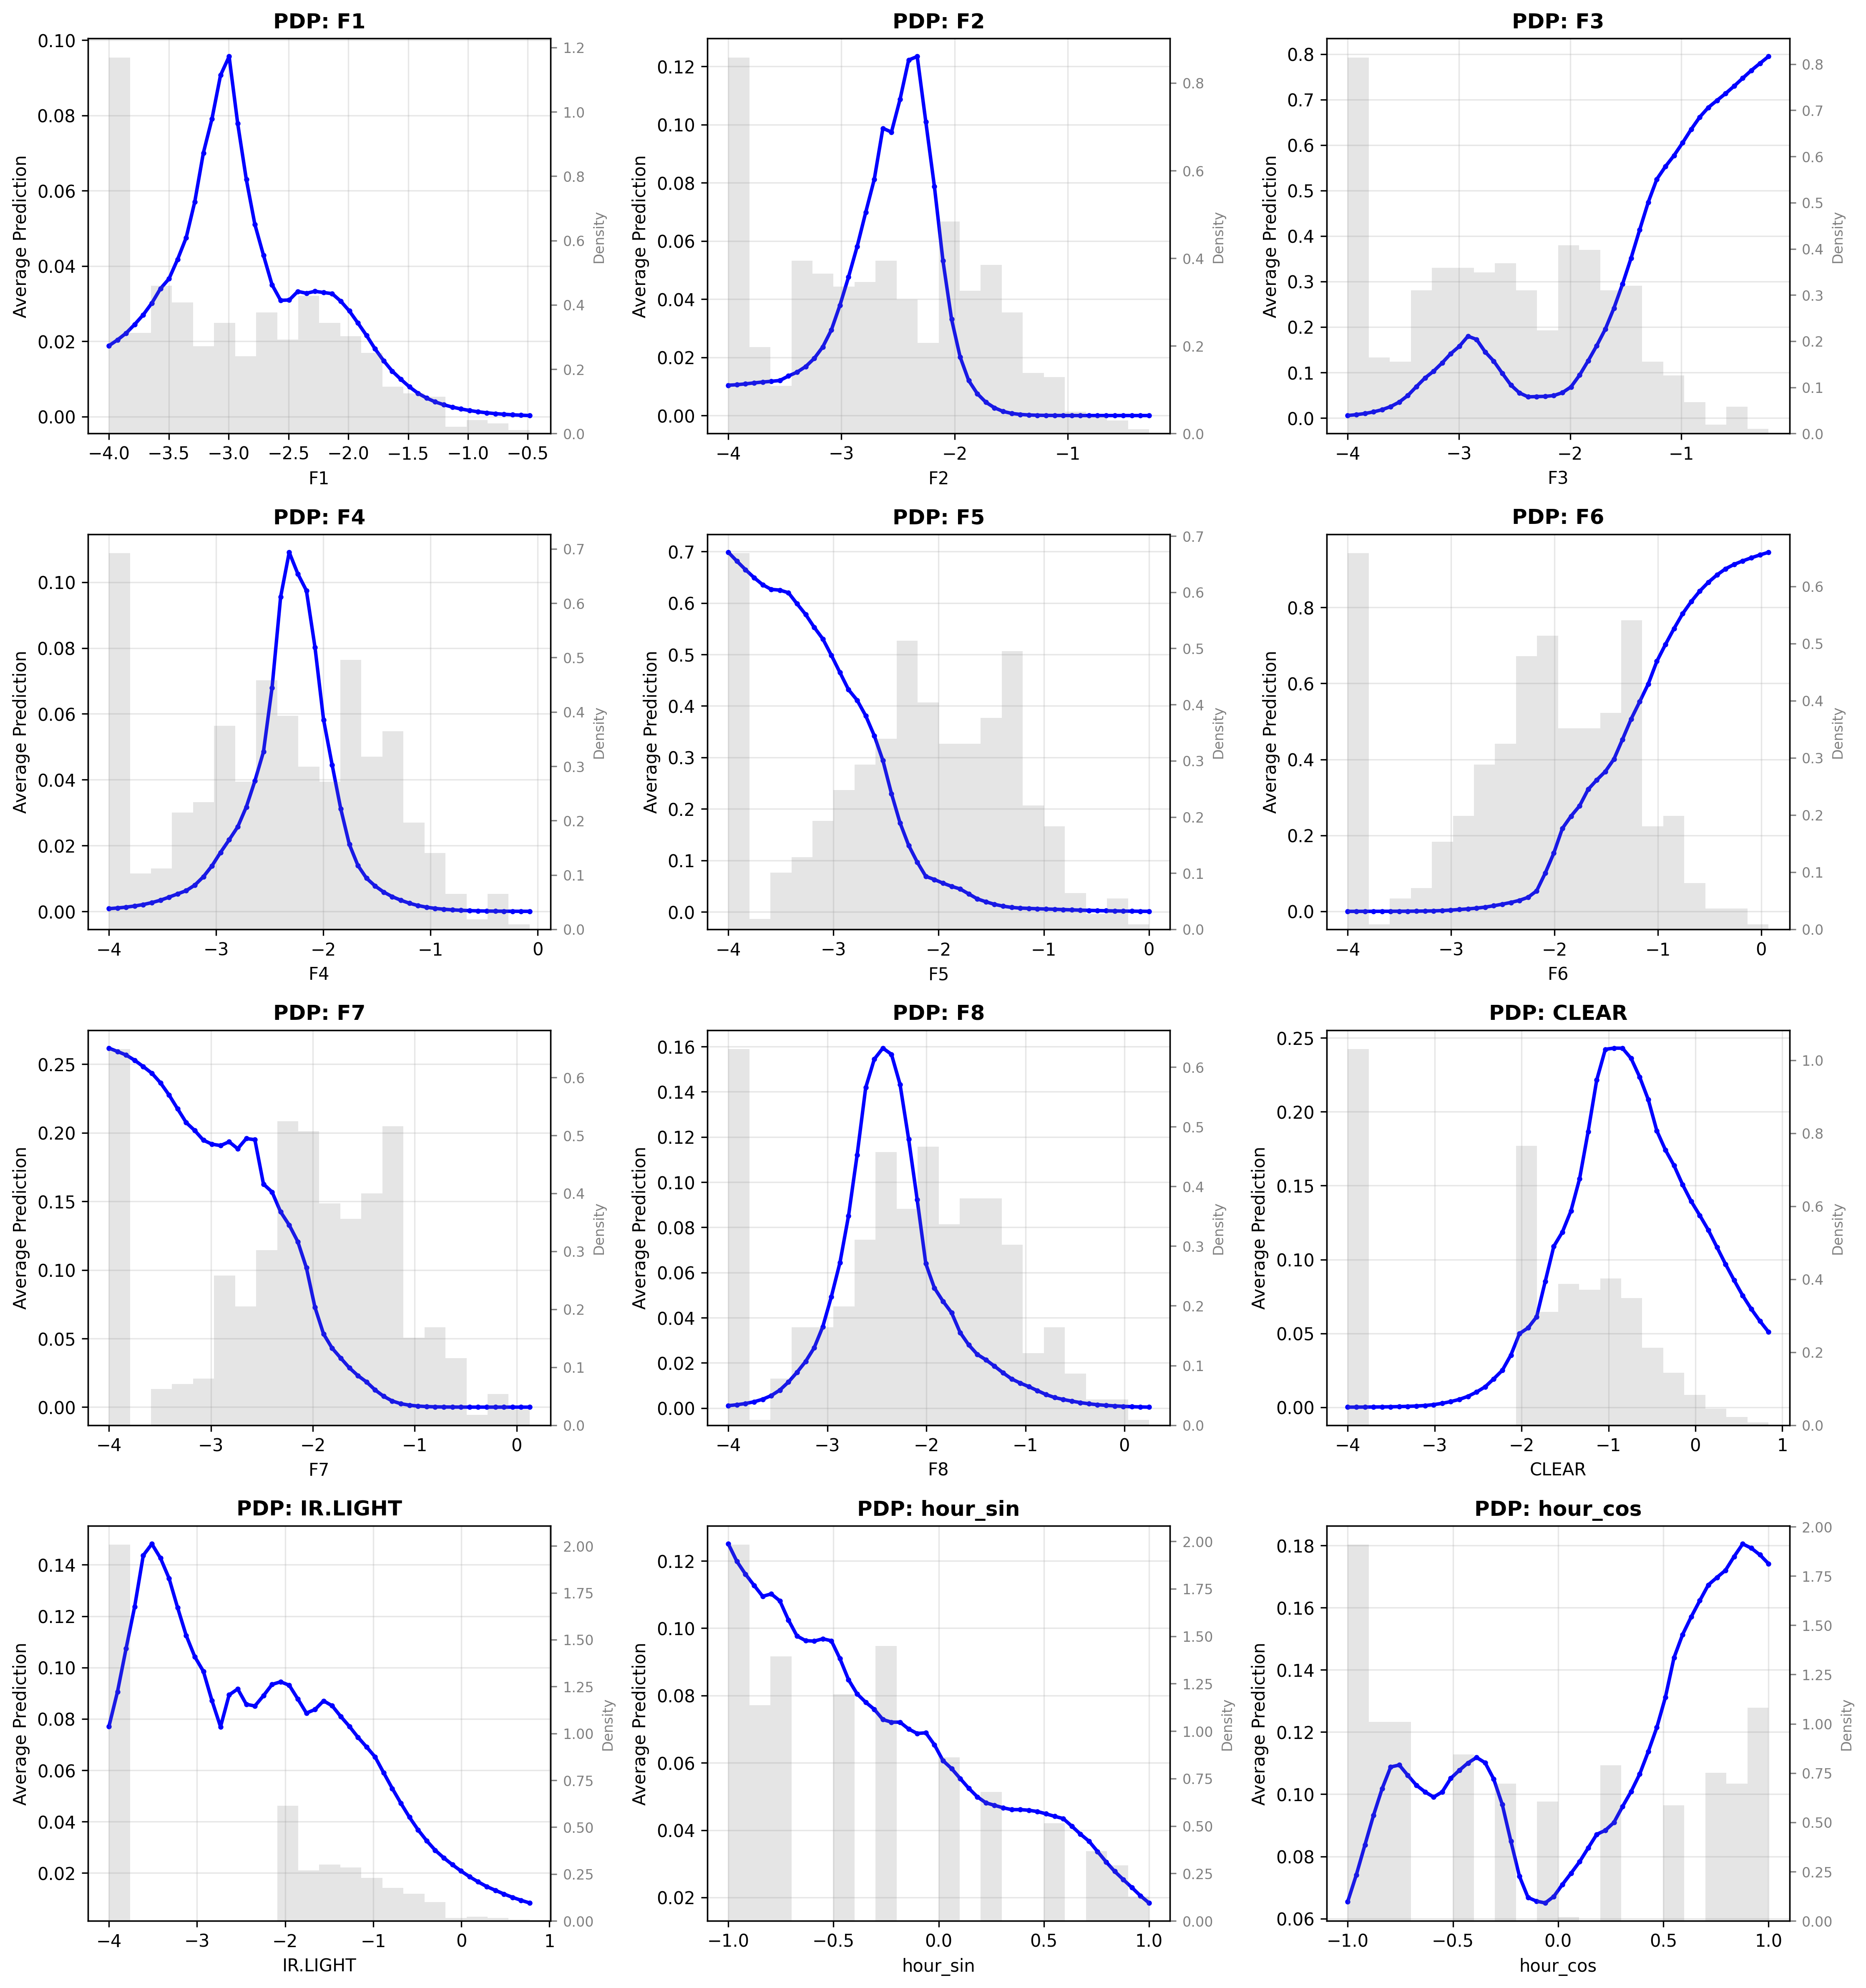 PDP: F1
0.10
0.08
0.06
0.04
0.02
0.00
Average Prediction
1.2
1.0
0.8
0.6
0.4
0.2
0.0
Density
−4.0 −3.5 −3.0 −2.5 −2.0 −1.5 −1.0 −0.5
F1
PDP: F2
0.12
0.10
0.08
0.06
0.04
0.02
0.00
Average Prediction
0.8
0.6
0.4
0.2
0.0
Density
−4 −3 −2 −1
F2
PDP: F3
0.8
0.7
0.6
0.5
0.4
0.3
0.2
0.1
0.0
Average Prediction
0.8
0.7
0.6
0.5
0.4
0.3
0.2
0.1
0.0
Density
−4 −3 −2 −1
F3
PDP: F4
0.10
0.08
0.06
0.04
0.02
0.00
Average Prediction
0.7
0.6
0.5
0.4
0.3
0.2
0.1
0.0
Density
−4 −3 −2 −1 0
F4
PDP: F5
0.7
0.6
0.5
0.4
0.3
0.2
0.1
0.0
Average Prediction
0.7
0.6
0.5
0.4
0.3
0.2
0.1
0.0
Density
−4 −3 −2 −1 0
F5
PDP: F6
0.8
0.6
0.4
0.2
0.0
Average Prediction
0.6
0.5
0.4
0.3
0.2
0.1
0.0
Density
−4 −3 −2 −1 0
F6
PDP: F7
0.25
0.20
0.15
0.10
0.05
0.00
Average Prediction
0.6
0.5
0.4
0.3
0.2
0.1
0.0
Density
−4 −3 −2 −1 0
F7
PDP: F8
0.16
0.14
0.12
0.10
0.08
0.06
0.04
0.02
0.00
Average Prediction
0.6
0.5
0.4
0.3
0.2
0.1
0.0
Density
−4 −3 −2 −1 0
F8
PDP: CLEAR
0.25
0.20
0.15
0.10
0.05
0.00
Average Prediction
1.0
0.8
0.6
0.4
0.2
0.0
Density
−4 −3 −2 −1 0 1
CLEAR
PDP: IR.LIGHT
0.14
0.12
0.10
0.08
0.06
0.04
0.02
Average Prediction
2.00
1.75
1.50
1.25
1.00
0.75
0.50
0.25
0.00
Density
−4 −3 −2 −1 0 1
IR.LIGHT
PDP: hour_sin
0.12
0.10
0.08
0.06
0.04
0.02
Average Prediction
2.00
1.75
1.50
1.25
1.00
0.75
0.50
0.25
0.00
Density
−1.0 −0.5 0.0 0.5 1.0
hour_sin
PDP: hour_cos
0.18
0.16
0.14
0.12
0.10
0.08
0.06
Average Prediction
2.00
1.75
1.50
1.25
1.00
0.75
0.50
0.25
0.00
Density
−1.0 −0.5 0.0 0.5 1.0
hour_cos